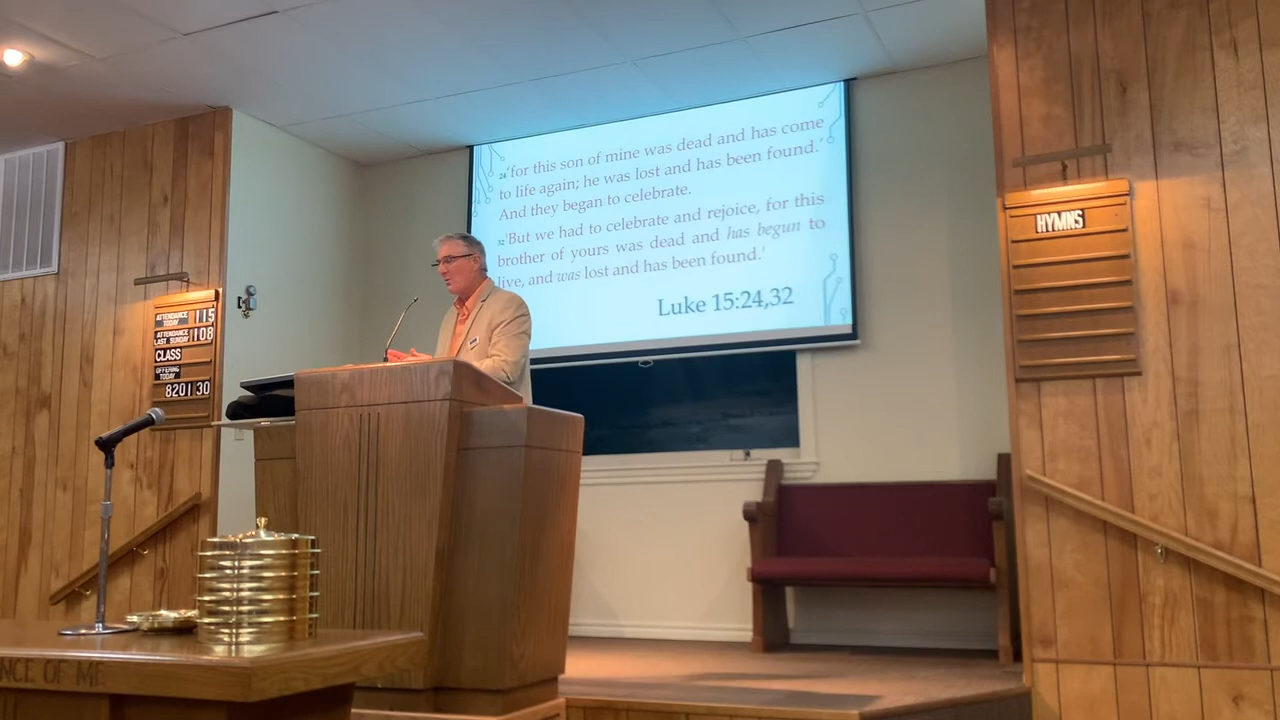 24'for this son of mine was dead and has come
to life again; he was lost and has been found.'
And they began to celebrate.
32'But we had to celebrate and rejoice, for this
brother of yours was dead and has begun to
live, and was lost and has been found.'
Luke 15:24,32
HYMNS
ATTENDANCE
TODAY 115
ATTENDANCE
LAST SUNDAY 108
CLASS
OFFERING
TODAY
8201 30
NCE OF ME